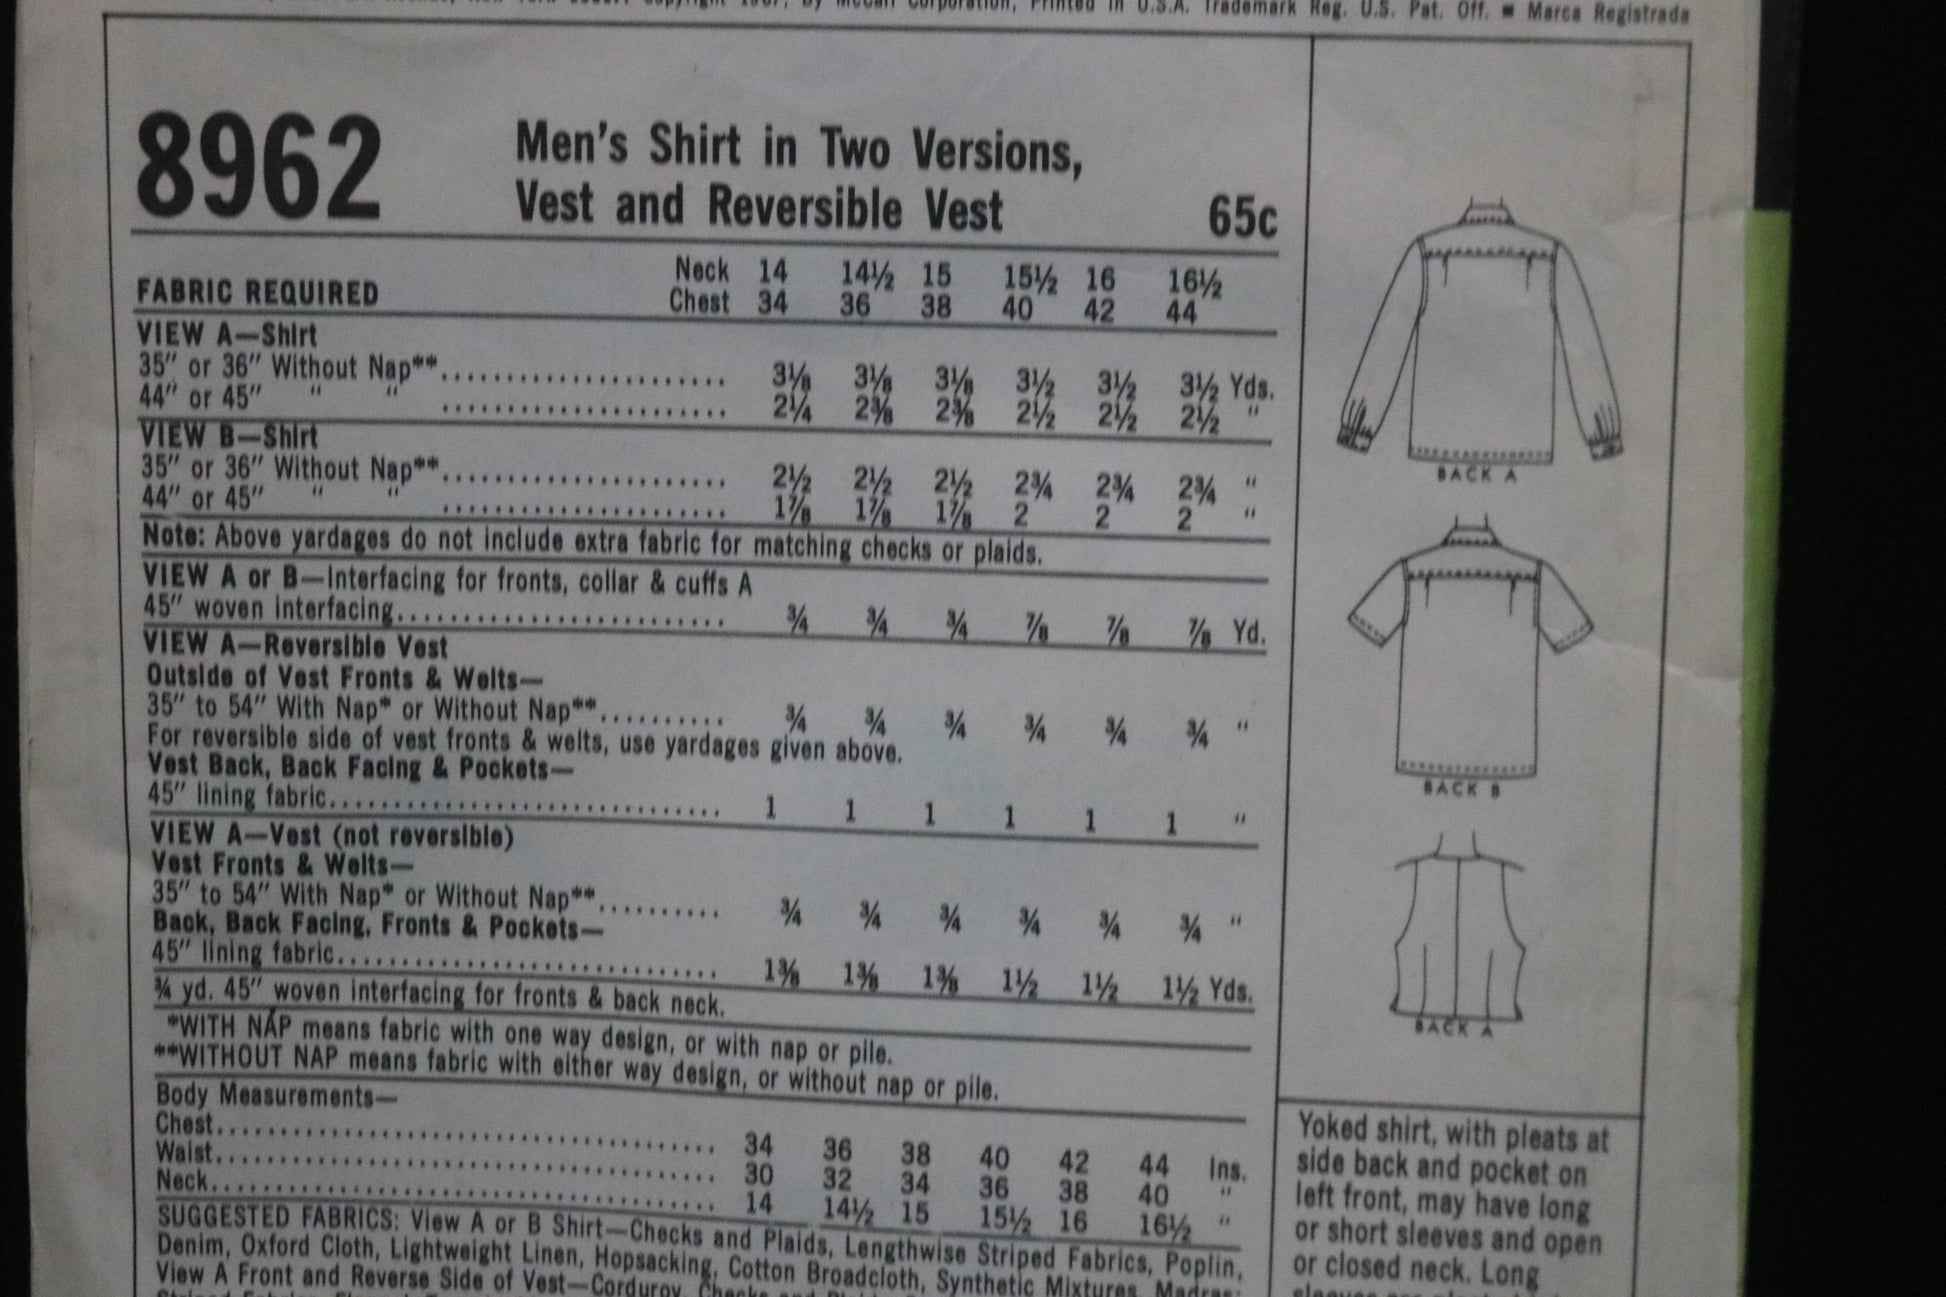 Copyright 1967, by McCall Corporation, Printed in U.S.A. Trademark Reg. U.S. Pat. Off. ■ Marca Registrada
8962
Men's Shirt in Two Versions,
Vest and Reversible Vest 65c
FABRIC REQUIRED
Neck 14 14½ 15 15½ 16 16½
Chest 34 36 38 40 42 44
VIEW A—Shirt
35″ or 36″ Without Nap** 3⅛ 3⅛ 3⅛ 3½ 3½ 3½ Yds.
44″ or 45″ " " 2¼ 2⅜ 2⅜ 2½ 2½ 2½ "
VIEW B—Shirt
35″ or 36″ Without Nap** 2½ 2½ 2½ 2¾ 2¾ 2¾ "
44″ or 45″ " " 1⅞ 1⅞ 1⅞ 2 2 2 "
Note: Above yardages do not include extra fabric for matching checks or plaids.
VIEW A or B—Interfacing for fronts, collar & cuffs A
45″ woven interfacing ¾ ¾ ¾ ⅞ ⅞ ⅞ Yd.
VIEW A—Reversible Vest
Outside of Vest Fronts & Welts—
35″ to 54″ With Nap* or Without Nap** ¾ ¾ ¾ ¾ ¾ ¾ "
For reversible side of vest fronts & welts, use yardages given above.
Vest Back, Back Facing & Pockets—
45″ lining fabric 1 1 1 1 1 1 "
VIEW A—Vest (not reversible)
Vest Fronts & Welts—
35″ to 54″ With Nap* or Without Nap** ¾ ¾ ¾ ¾ ¾ ¾ "
Back, Back Facing, Fronts & Pockets—
45″ lining fabric 1⅜ 1⅜ 1⅜ 1½ 1½ 1½ Yds.
¾ yd. 45″ woven interfacing for fronts & back neck.
*WITH NAP means fabric with one way design, or with nap or pile.
**WITHOUT NAP means fabric with either way design, or without nap or pile.
Body Measurements—
Chest 34 36 38 40 42 44 Ins.
Waist 30 32 34 36 38 40 "
Neck 14 14½ 15 15½ 16 16½ "
SUGGESTED FABRICS: View A or B Shirt—Checks and Plaids, Lengthwise Striped Fabrics, Poplin,
Denim, Oxford Cloth, Lightweight Linen, Hopsacking, Cotton Broadcloth, Synthetic Mixtures, Madras;
View A Front and Reverse Side of Vest—Corduroy, Checks and
BACK A
BACK B
BACK A
Yoked shirt, with pleats at
side back and pocket on
left front, may have long
or short sleeves and open
or closed neck. Long